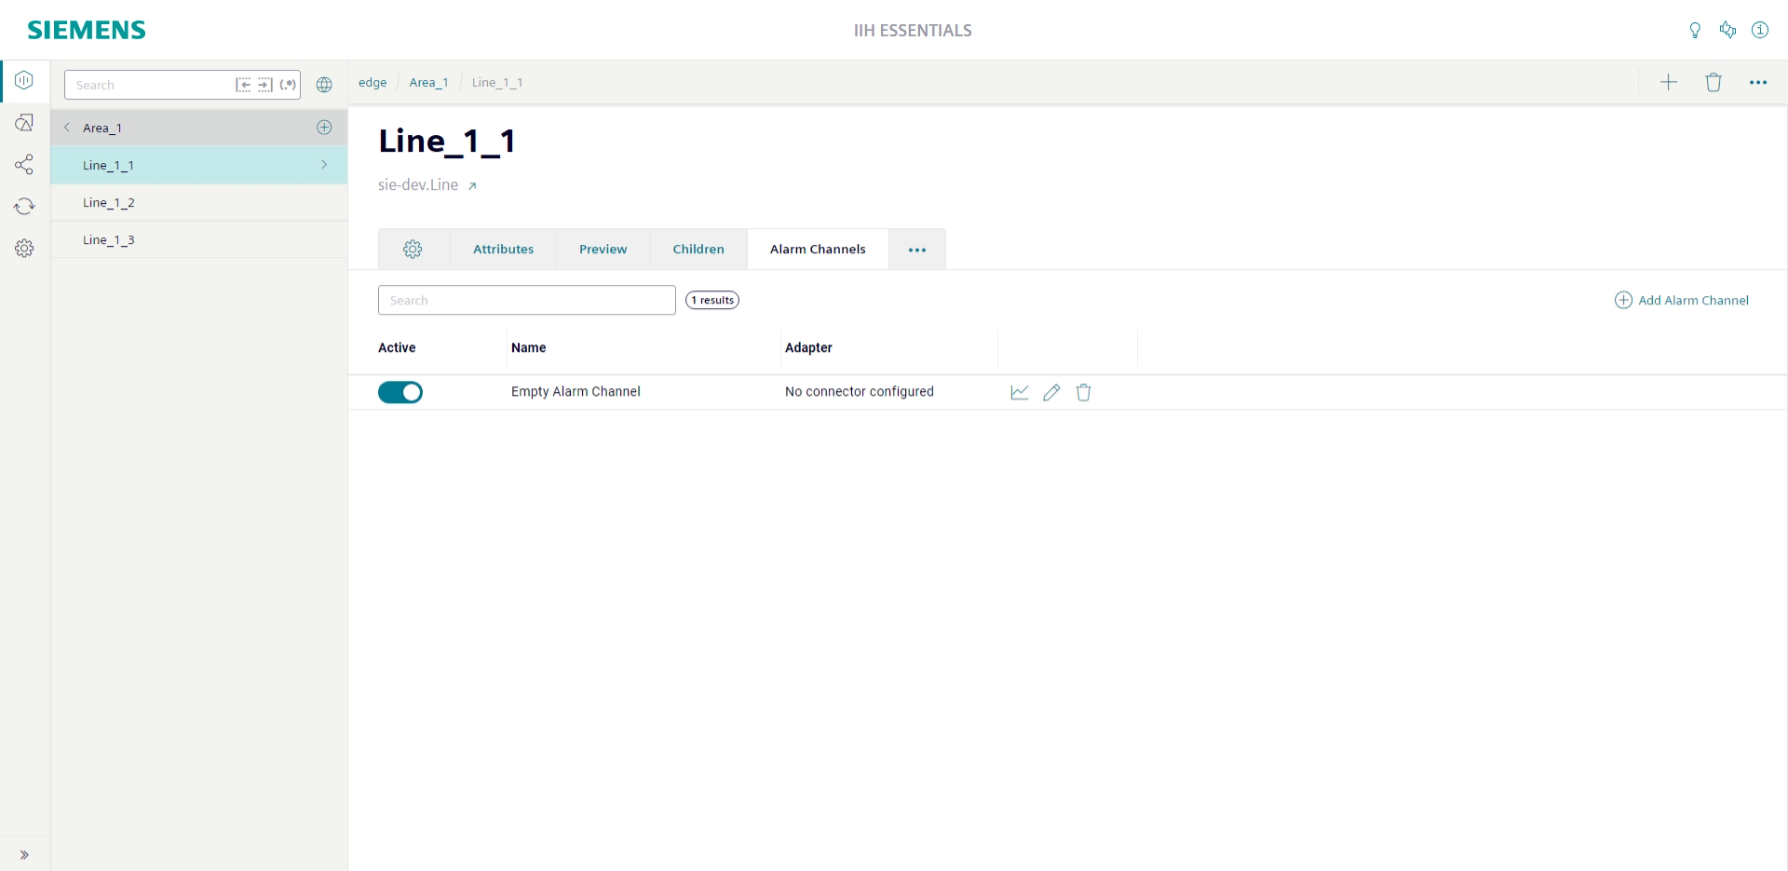 SIEMENS
IIH ESSENTIALS
Search
(.*)
edge
Area_1
Line_1_1
Area_1
Line_1_1
Line_1_2
Line_1_3
Line_1_1
sie-dev.Line
Attributes
Preview
Children
Alarm Channels
Search
1 results
Add Alarm Channel
Active
Name
Adapter
Empty Alarm Channel
No connector configured